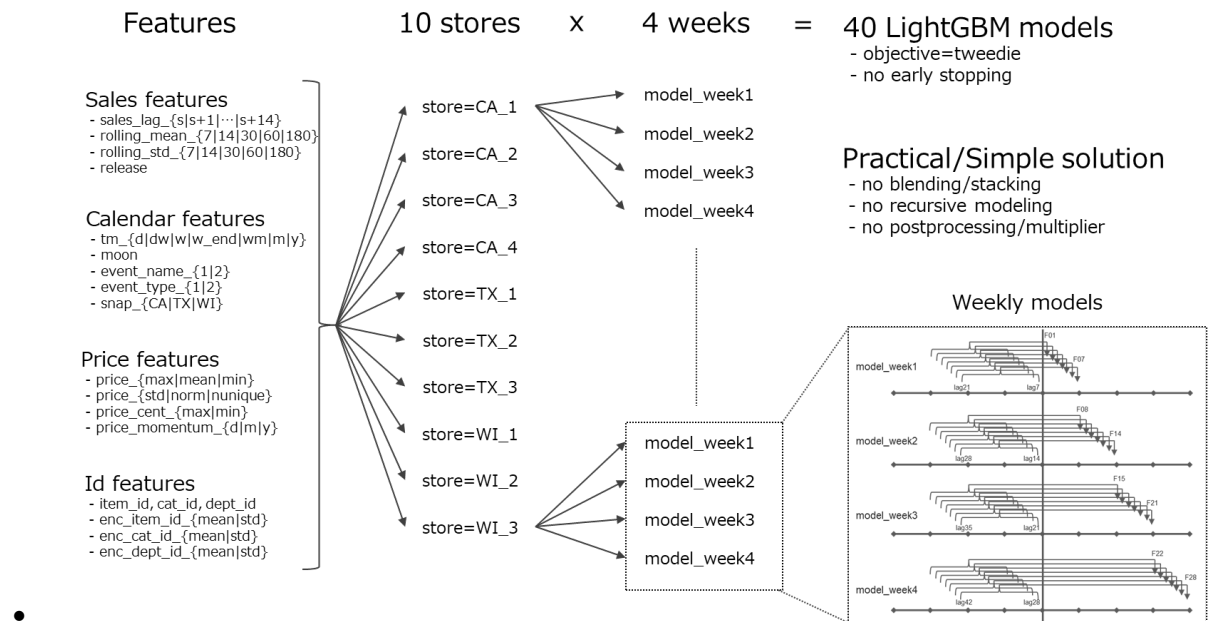 Features
10 stores x 4 weeks = 40 LightGBM models
- objective=tweedie
- no early stopping
Sales features
- sales_lag_{s|s+1|…|s+14}
- rolling_mean_{7|14|30|60|180}
- rolling_std_{7|14|30|60|180}
- release
Calendar features
- tm_{d|dw|w|w_end|wm|m|y}
- moon
- event_name_{1|2}
- event_type_{1|2}
- snap_{CA|TX|WI}
Price features
- price_{max|mean|min}
- price_{std|norm|nunique}
- price_cent_{max|min}
- price_momentum_{d|m|y}
Id features
- item_id, cat_id, dept_id
- enc_item_id_{mean|std}
- enc_cat_id_{mean|std}
- enc_dept_id_{mean|std}
store=CA_1
store=CA_2
store=CA_3
store=CA_4
store=TX_1
store=TX_2
store=TX_3
store=WI_1
store=WI_2
store=WI_3
model_week1
model_week2
model_week3
model_week4
model_week1
model_week2
model_week3
model_week4
Practical/Simple solution
- no blending/stacking
- no recursive modeling
- no postprocessing/multiplier
Weekly models
F01
F07
model_week1
lag21
lag7
F08
F14
model_week2
lag28
lag14
F15
F21
model_week3
lag35
lag21
F22
F28
model_week4
lag42
lag28